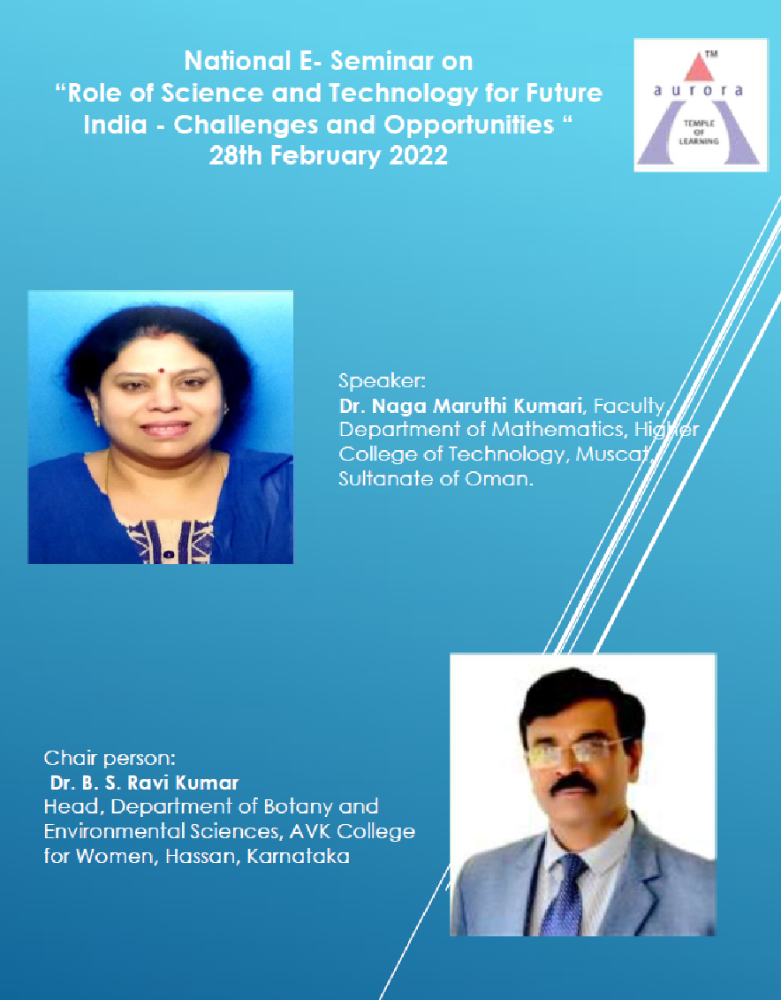 National E- Seminar on
“Role of Science and Technology for Future
India - Challenges and Opportunities “
28th February 2022
TM
aurora
TEMPLE
OF
LEARNING
Speaker:
Dr. Naga Maruthi Kumari, Faculty,
Department of Mathematics, Higher
College of Technology, Muscat,
Sultanate of Oman.
Chair person:
Dr. B. S. Ravi Kumar
Head, Department of Botany and
Environmental Sciences, AVK College
for Women, Hassan, Karnataka